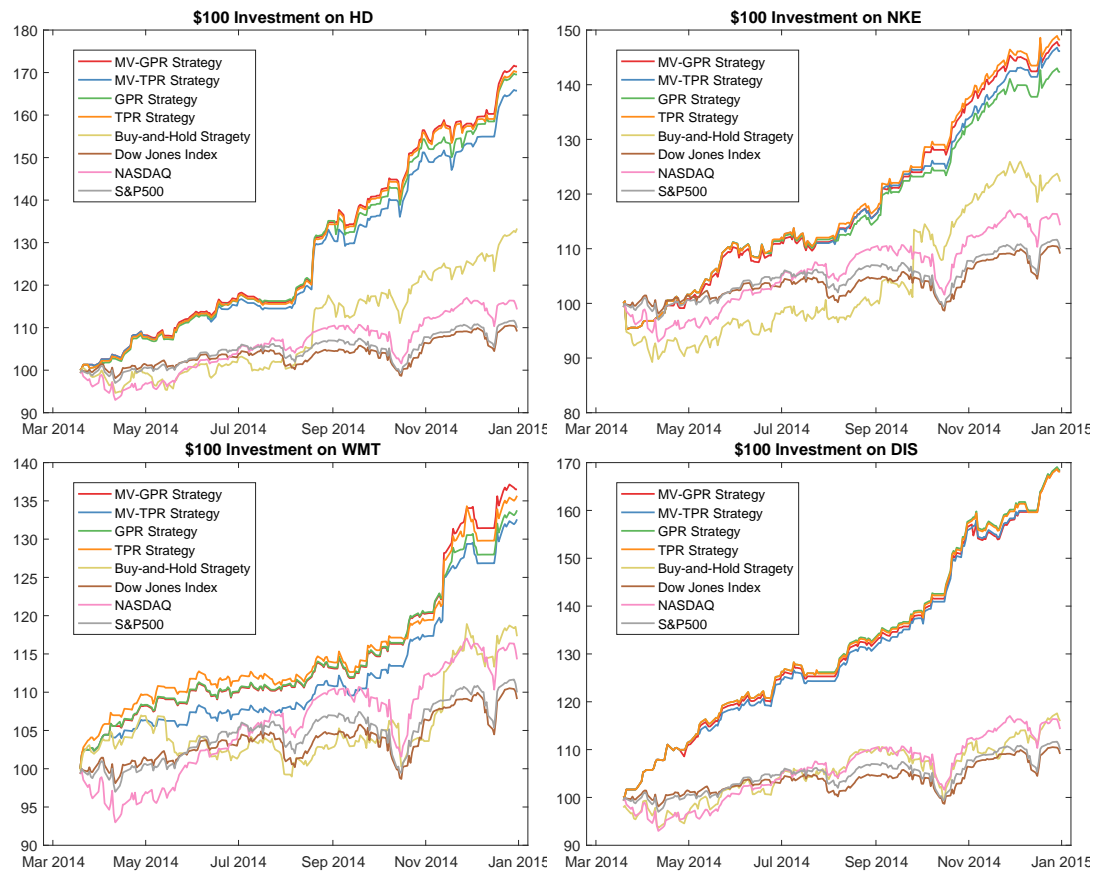 $100 Investment on HD
180
170
160
150
140
130
120
110
100
90
MV-GPR Strategy
MV-TPR Strategy
GPR Strategy
TPR Strategy
Buy-and-Hold Stragety
Dow Jones Index
NASDAQ
S&P500
Mar 2014 May 2014 Jul 2014 Sep 2014 Nov 2014 Jan 2015
$100 Investment on NKE
150
140
130
120
110
100
90
80
MV-GPR Strategy
MV-TPR Strategy
GPR Strategy
TPR Strategy
Buy-and-Hold Stragety
Dow Jones Index
NASDAQ
S&P500
Mar 2014 May 2014 Jul 2014 Sep 2014 Nov 2014 Jan 2015
$100 Investment on WMT
140
135
130
125
120
115
110
105
100
95
90
MV-GPR Strategy
MV-TPR Strategy
GPR Strategy
TPR Strategy
Buy-and-Hold Stragety
Dow Jones Index
NASDAQ
S&P500
Mar 2014 May 2014 Jul 2014 Sep 2014 Nov 2014 Jan 2015
$100 Investment on DIS
170
160
150
140
130
120
110
100
90
MV-GPR Strategy
MV-TPR Strategy
GPR Strategy
TPR Strategy
Buy-and-Hold Stragety
Dow Jones Index
NASDAQ
S&P500
Mar 2014 May 2014 Jul 2014 Sep 2014 Nov 2014 Jan 2015